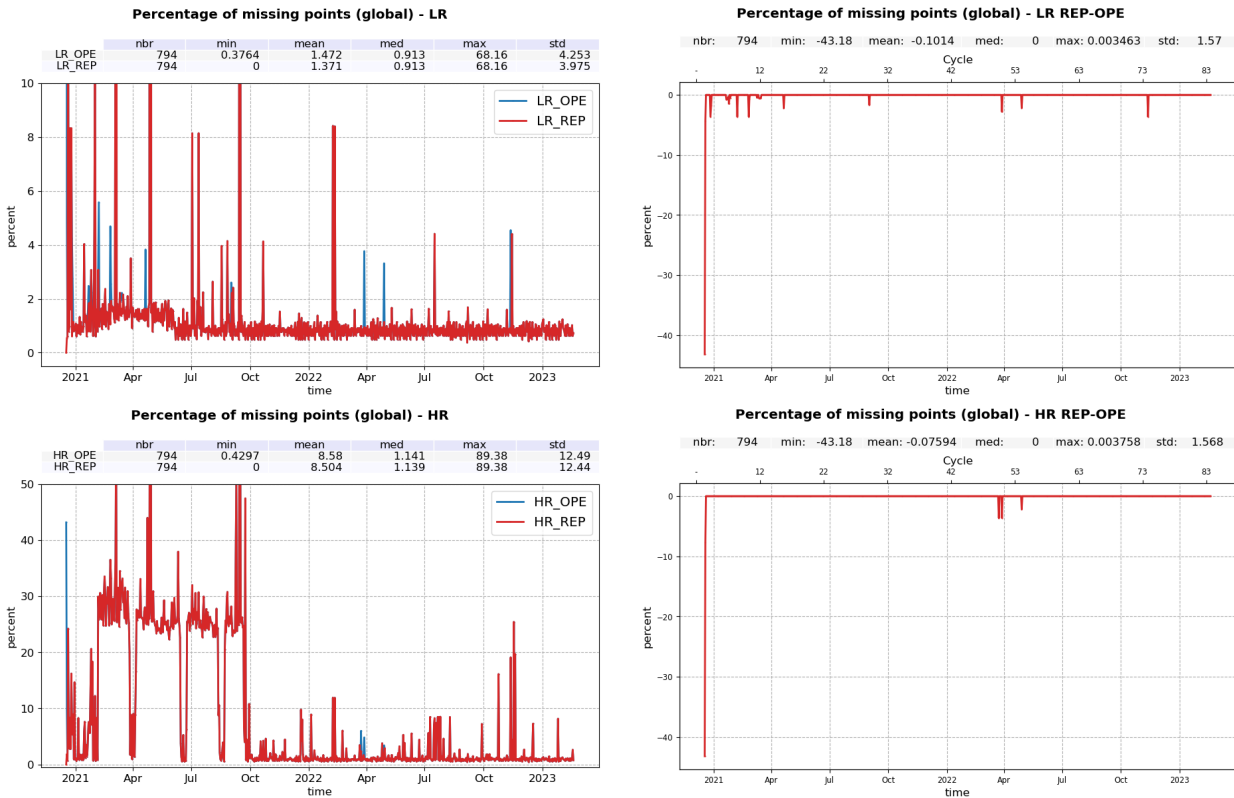 Percentage of missing points (global) - LR
nbr min mean med max std
LR_OPE 794 0.3764 1.472 0.913 68.16 4.253
LR_REP 794 0 1.371 0.913 68.16 3.975
10
8
6
4
2
0
percent
LR_OPE
LR_REP
2021 Apr Jul Oct 2022 Apr Jul Oct 2023
time
Percentage of missing points (global) - LR REP-OPE
nbr: 794 min: -43.18 mean: -0.1014 med: 0 max: 0.003463 std: 1.57
Cycle
- 12 22 32 42 53 63 73 83
0
−10
−20
−30
−40
percent
2021 Apr Jul Oct 2022 Apr Jul Oct 2023
time
Percentage of missing points (global) - HR
nbr min mean med max std
HR_OPE 794 0.4297 8.58 1.141 89.38 12.49
HR_REP 794 0 8.504 1.139 89.38 12.44
50
40
30
20
10
0
percent
HR_OPE
HR_REP
2021 Apr Jul Oct 2022 Apr Jul Oct 2023
time
Percentage of missing points (global) - HR REP-OPE
nbr: 794 min: -43.18 mean: -0.07594 med: 0 max: 0.003758 std: 1.568
Cycle
- 12 22 32 42 53 63 73 83
0
−10
−20
−30
−40
percent
2021 Apr Jul Oct 2022 Apr Jul Oct 2023
time